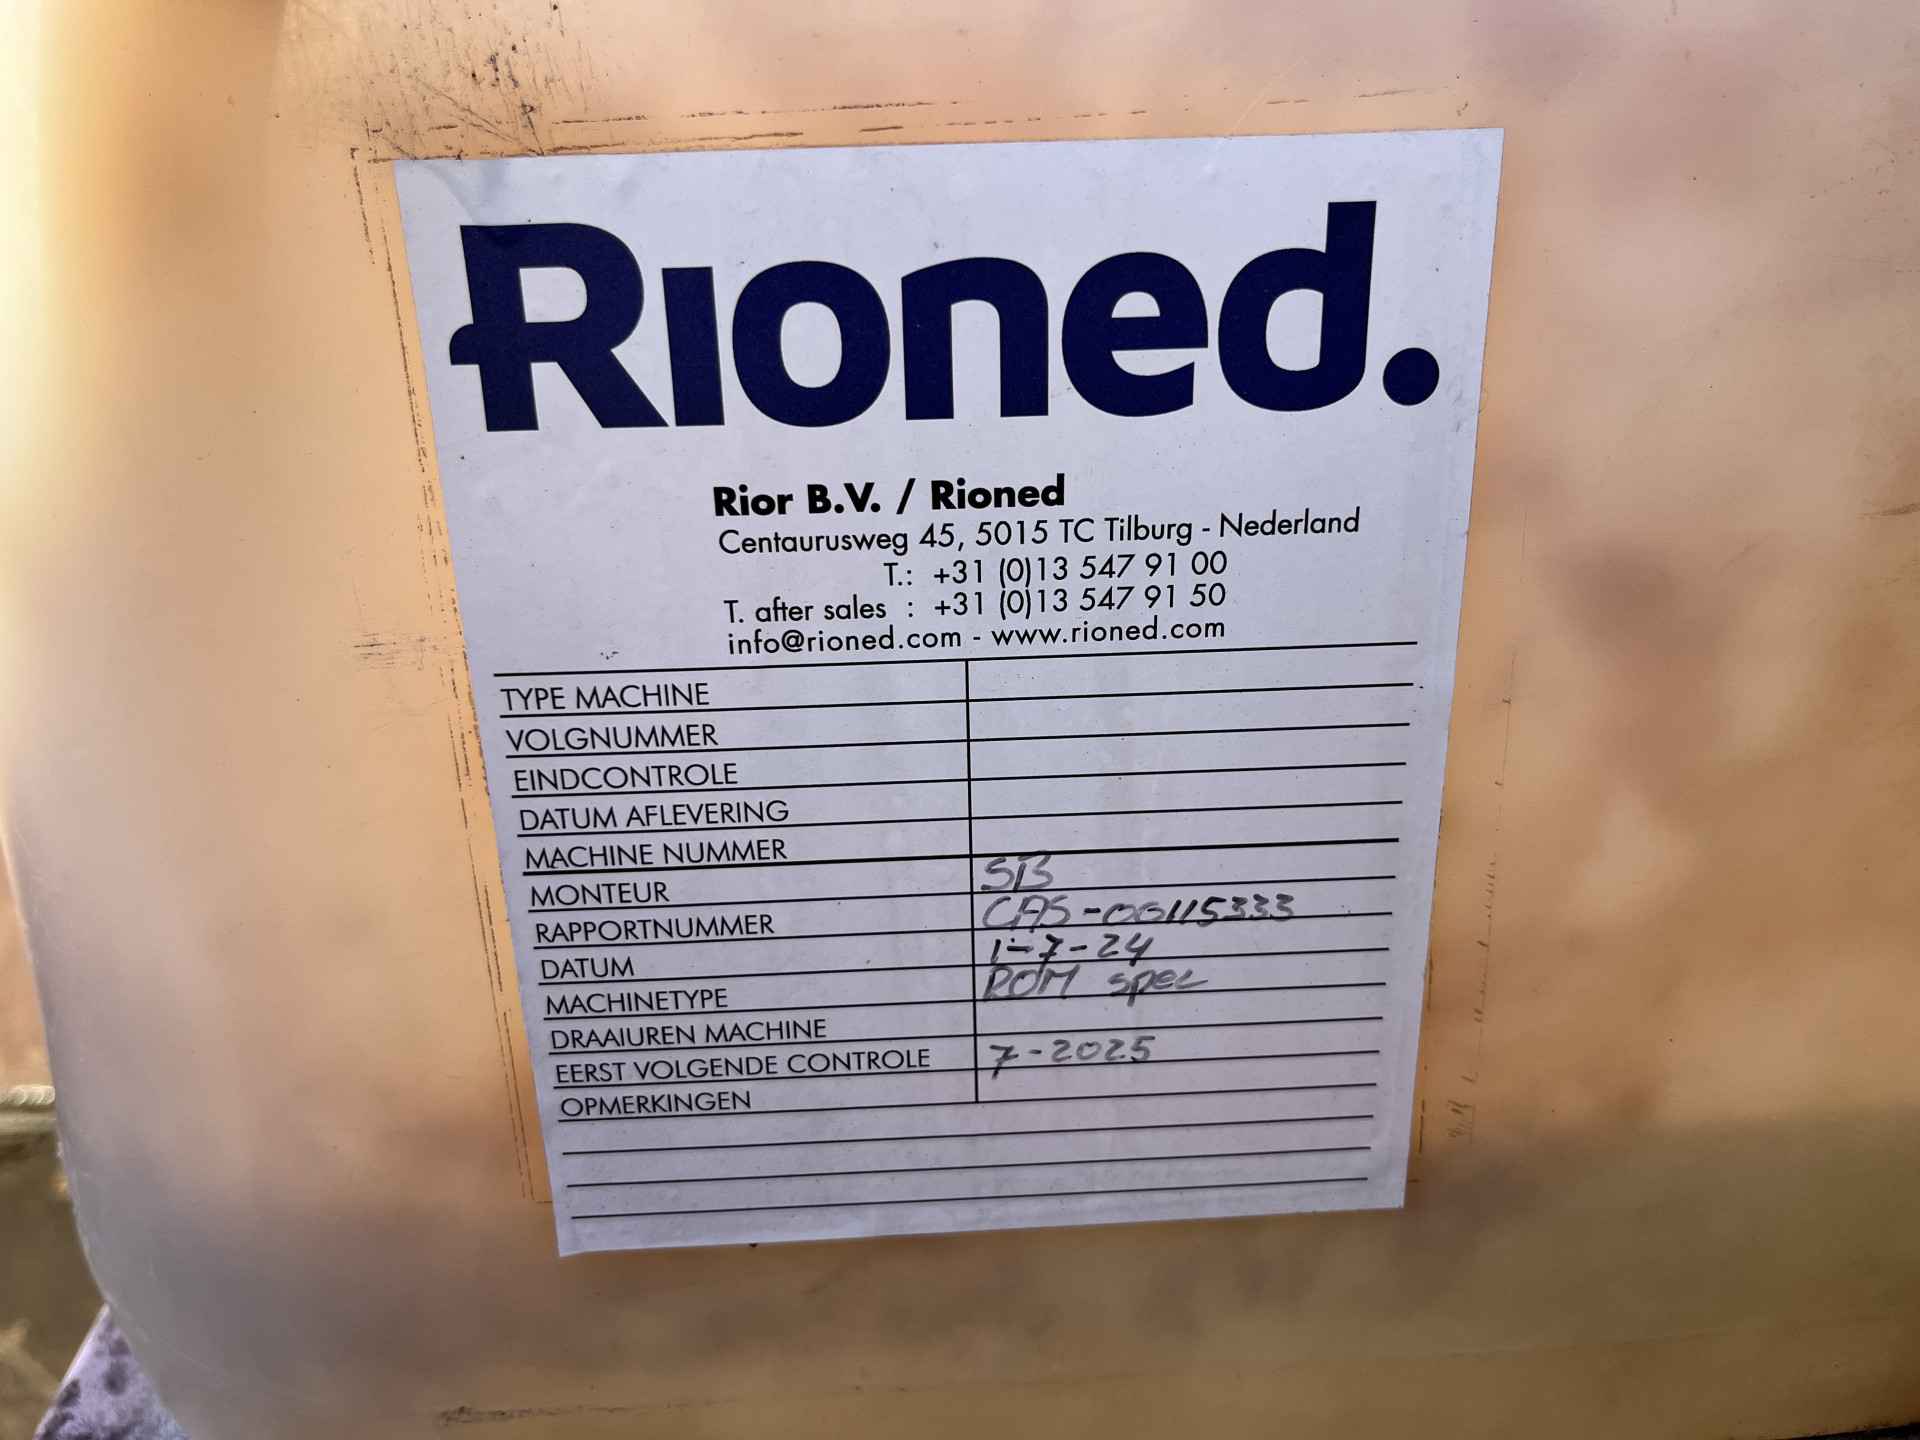 Rioned.
Rior B.V. / Rioned
Centaurusweg 45, 5015 TC Tilburg - Nederland
T.: +31 (0)13 547 91 00
T. after sales : +31 (0)13 547 91 50
info@rioned.com - www.rioned.com
TYPE MACHINE
VOLGNUMMER
EINDCONTROLE
DATUM AFLEVERING
MACHINE NUMMER
MONTEUR SB
RAPPORTNUMMER CAS-00115333
DATUM 1-7-24
MACHINETYPE ROM spec
DRAAIUREN MACHINE
EERST VOLGENDE CONTROLE 7-2025
OPMERKINGEN